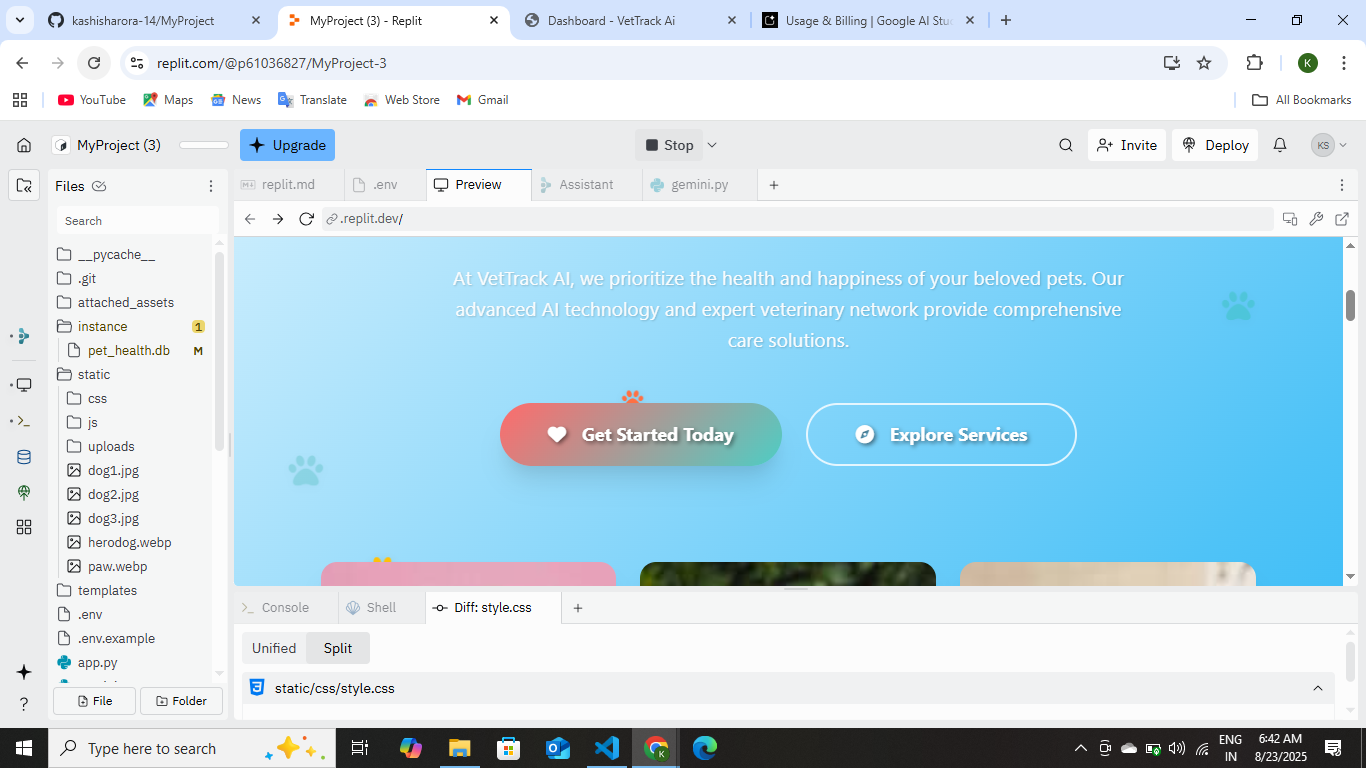 kashisharora-14/MyProject
MyProject (3) - Replit
Dashboard - VetTrack Ai
Usage & Billing | Google AI Stu
replit.com/@p61036827/MyProject-3
K
YouTube
Maps
News
Translate
Web Store
Gmail
All Bookmarks
MyProject (3)
Upgrade
Stop
Invite
Deploy
KS
Files
replit.md
.env
Preview
Assistant
gemini.py
Search
.replit.dev/
__pycache__
.git
attached_assets
instance
1
pet_health.db
M
static
css
js
uploads
dog1.jpg
dog2.jpg
dog3.jpg
herodog.webp
paw.webp
templates
.env
.env.example
app.py
File
Folder
At VetTrack AI, we prioritize the health and happiness of your beloved pets. Our
advanced AI technology and expert veterinary network provide comprehensive
care solutions.
Get Started Today
Explore Services
Console
Shell
Diff: style.css
Unified
Split
static/css/style.css
Type here to search
K
ENG
IN
6:42 AM
8/23/2025